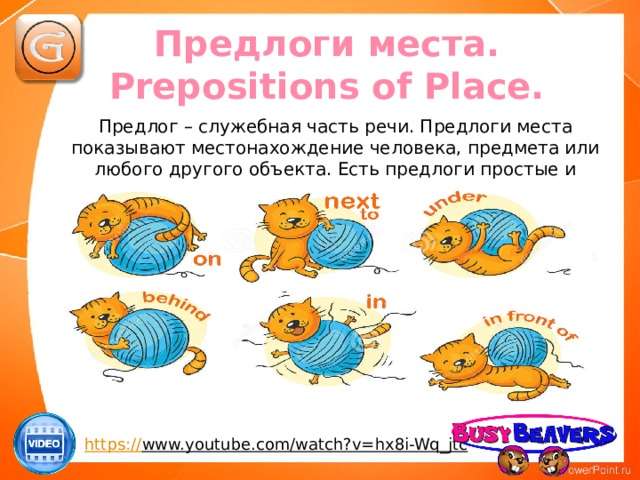 G
Предлоги места.
Prepositions of Place.
Предлог – служебная часть речи. Предлоги места
показывают местонахождение человека, предмета или
любого другого объекта. Есть предлоги простые и
on
next
to
under
behind
in
in front of
VIDEO
https://www.youtube.com/watch?v=hx8i-Wq_jtc
BUSY BEAVERS
owerPoint.ru